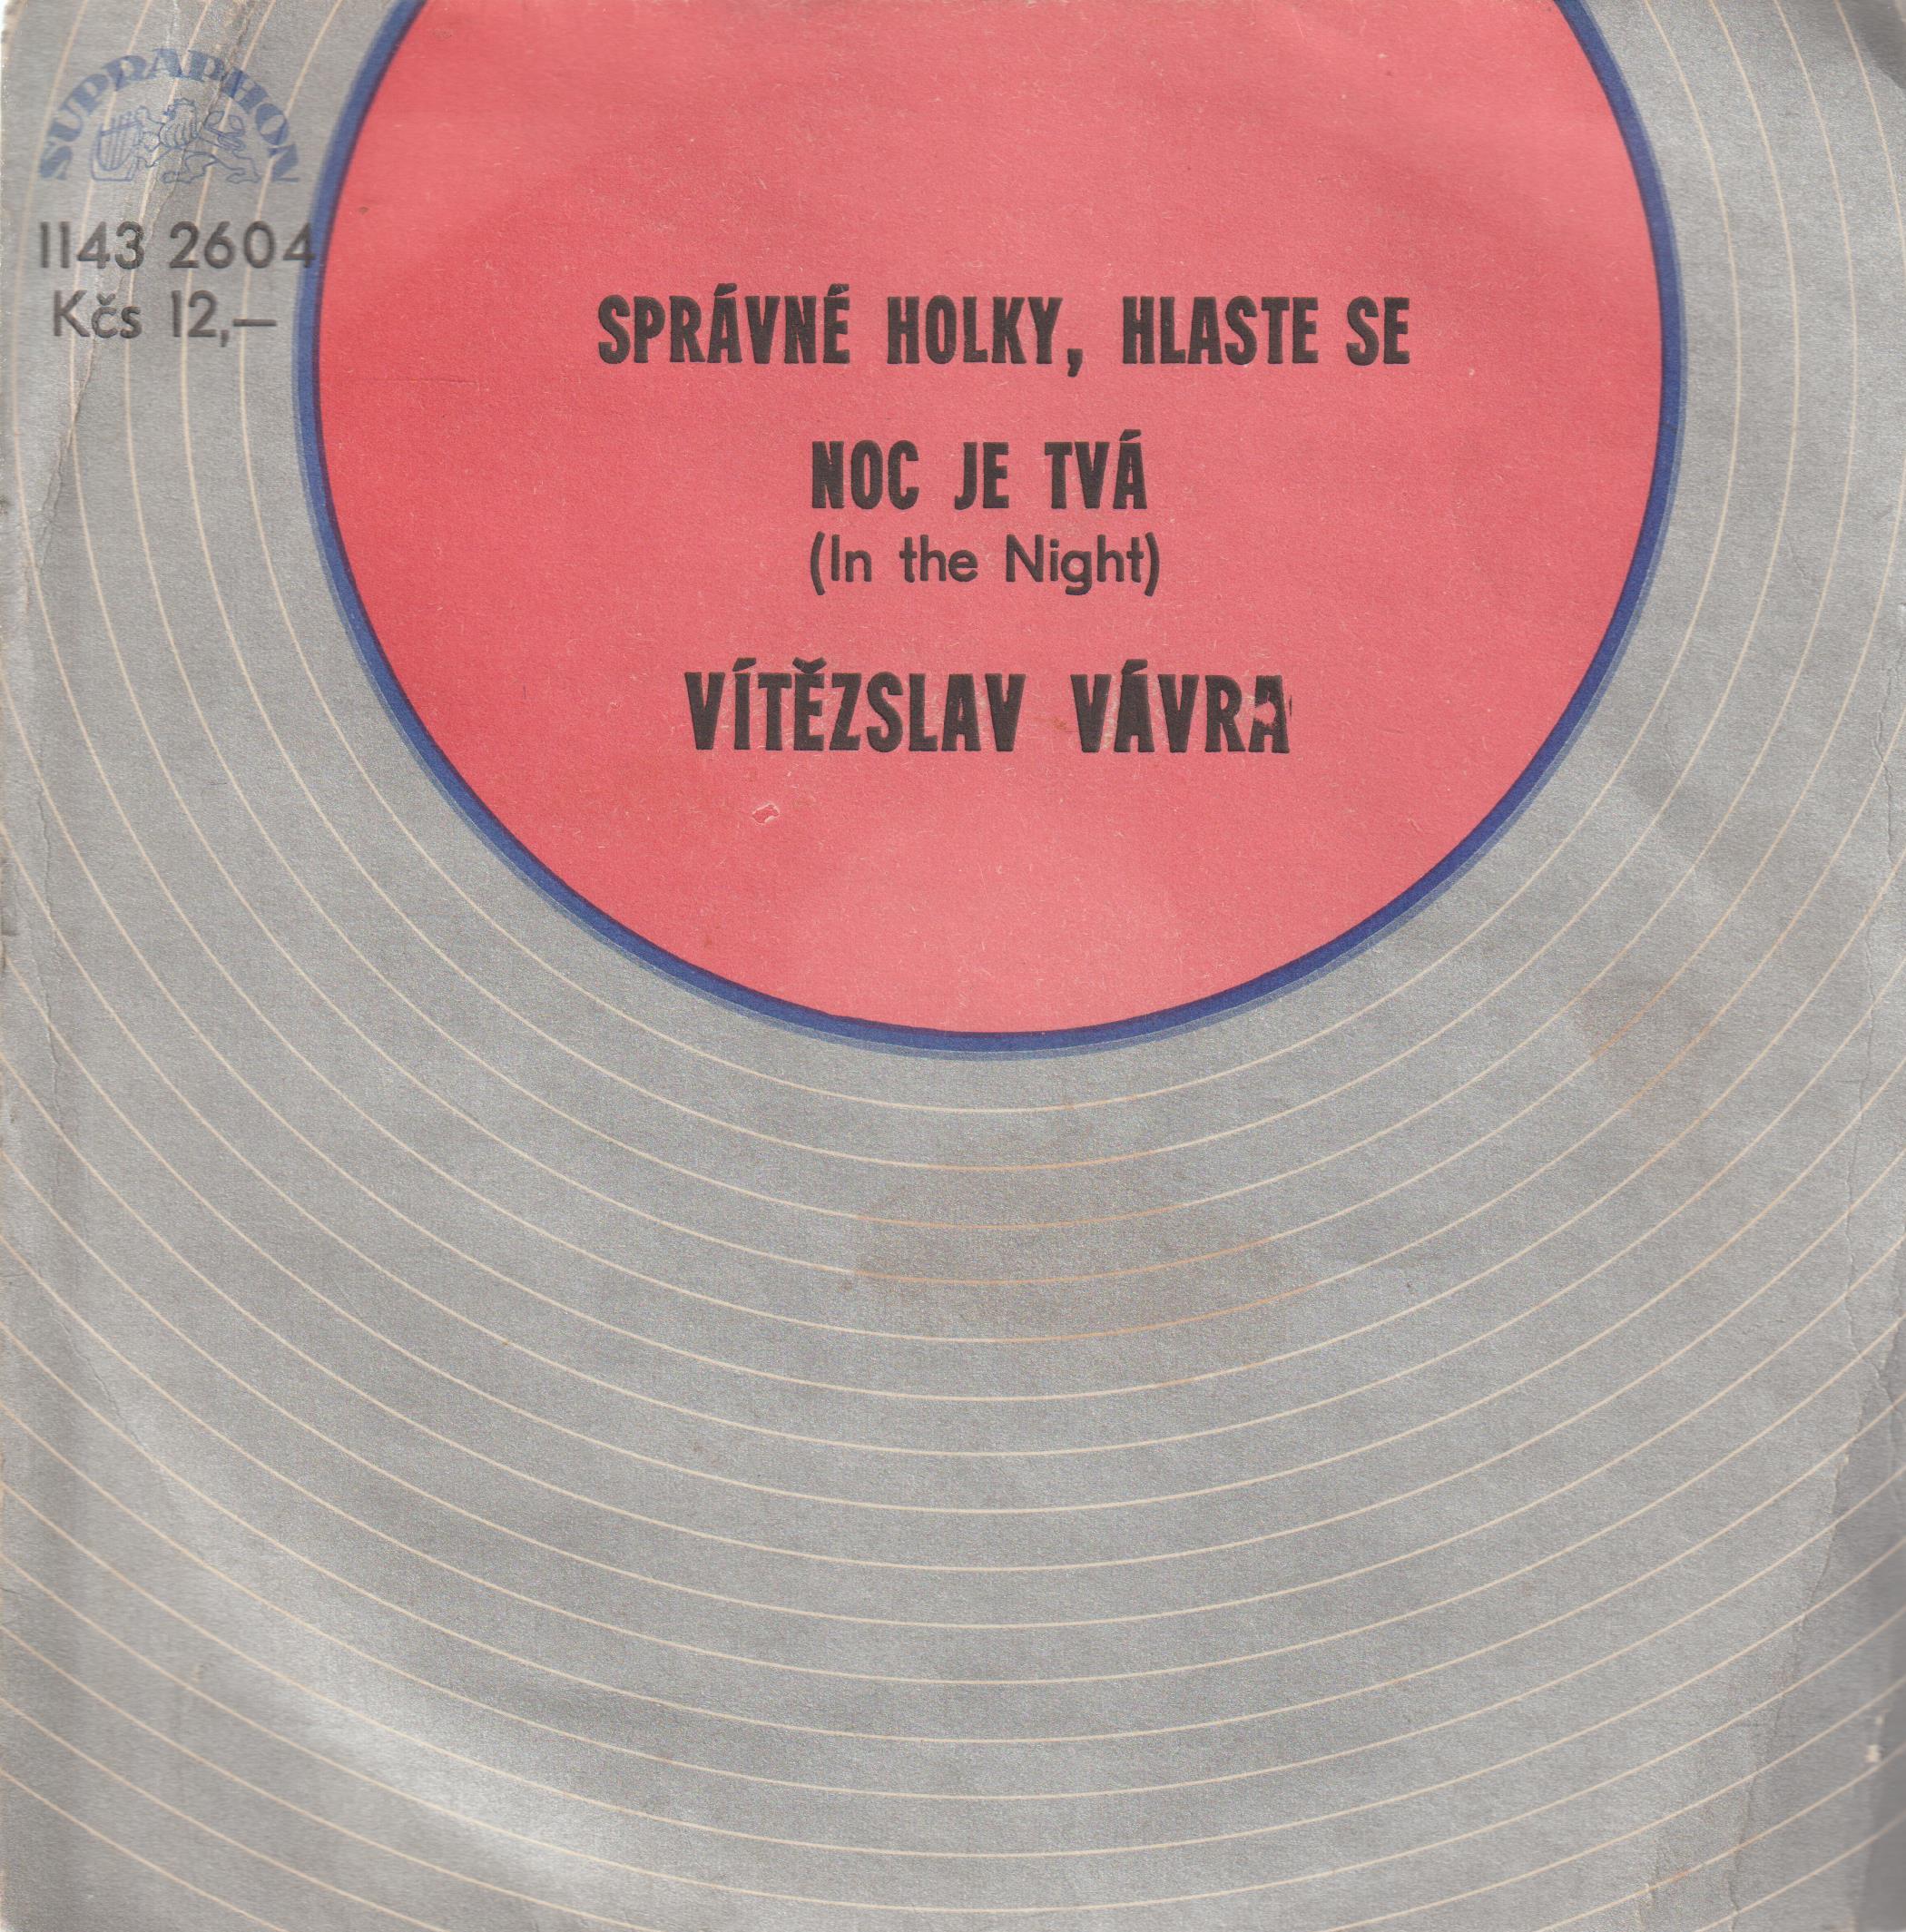 SUPRAPHON
1143 2604
Kčs 12,—
SPRÁVNÉ HOLKY, HLASTE SE
NOC JE TVÁ
(In the Night)
VÍTĚZSLAV VÁVRA